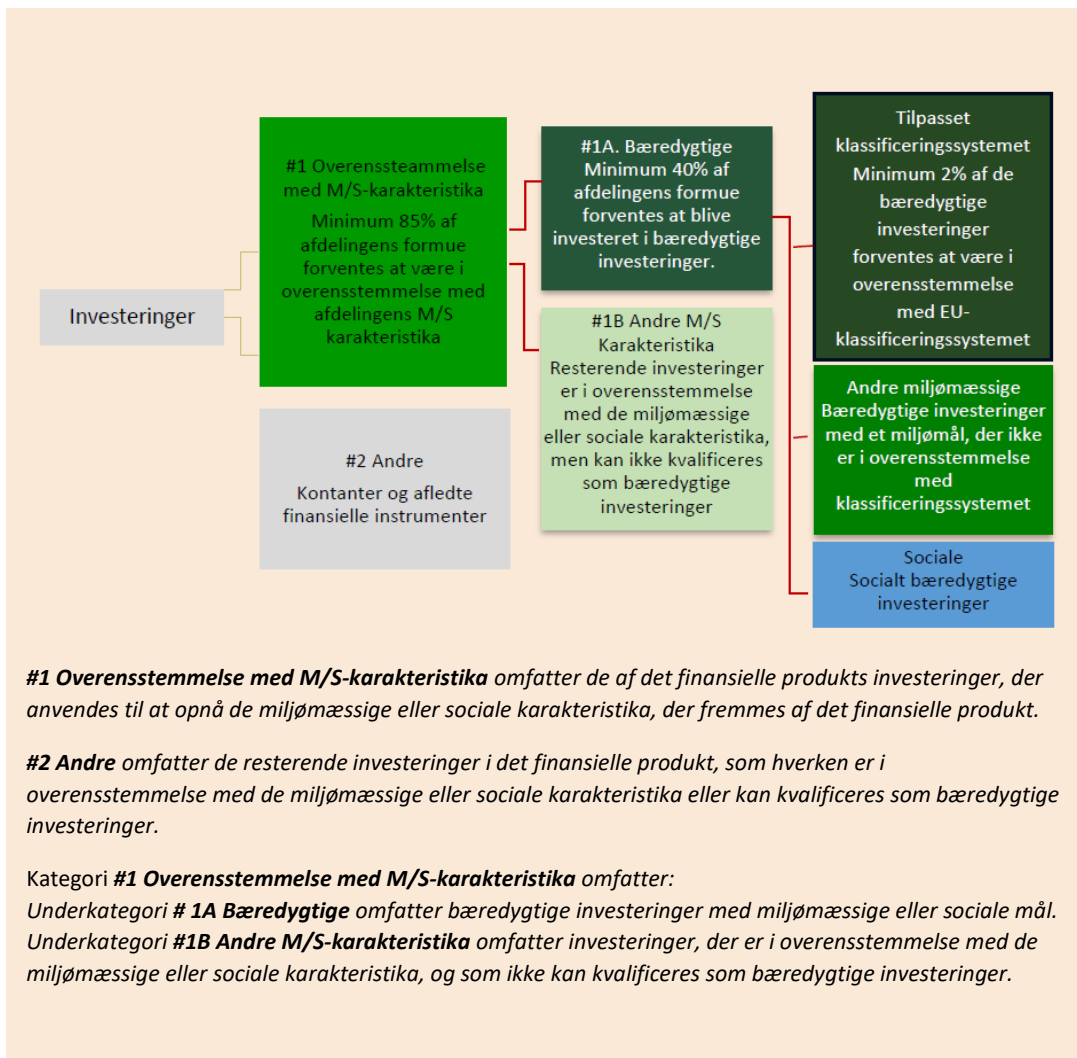 Investeringer
#1 Overenssteammelse
med M/S-karakteristika
Minimum 85% af
afdelingens formue
forventes at være i
overensstemmelse med
afdelingens M/S
karakteristika
#2 Andre
Kontanter og afledte
finansielle instrumenter
#1A. Bæredygtige
Minimum 40% af
afdelingens formue
forventes at blive
investeret i bæredygtige
investeringer.
#1B Andre M/S
Karakteristika
Resterende investeringer
er i overensstemmelse
med de miljømæssige
eller sociale karakteristika,
men kan ikke kvalificeres
som bæredygtige
investeringer
Tilpasset
klassificeringssystemet
Minimum 2% af de
bæredygtige
investeringer
forventes at være i
overensstemmelse
med EU-
klassificeringssystemet
Andre miljømæssige
Bæredygtige investeringer
med et miljømål, der ikke
er i overensstemmelse
med
klassificeringssystemet
Sociale
Socialt bæredygtige
investeringer
#1 Overensstemmelse med M/S-karakteristika omfatter de af det finansielle produkts investeringer, der
anvendes til at opnå de miljømæssige eller sociale karakteristika, der fremmes af det finansielle produkt.
#2 Andre omfatter de resterende investeringer i det finansielle produkt, som hverken er i
overensstemmelse med de miljømæssige eller sociale karakteristika eller kan kvalificeres som bæredygtige
investeringer.
Kategori #1 Overensstemmelse med M/S-karakteristika omfatter:
Underkategori # 1A Bæredygtige omfatter bæredygtige investeringer med miljømæssige eller sociale mål.
Underkategori #1B Andre M/S-karakteristika omfatter investeringer, der er i overensstemmelse med de
miljømæssige eller sociale karakteristika, og som ikke kan kvalificeres som bæredygtige investeringer.